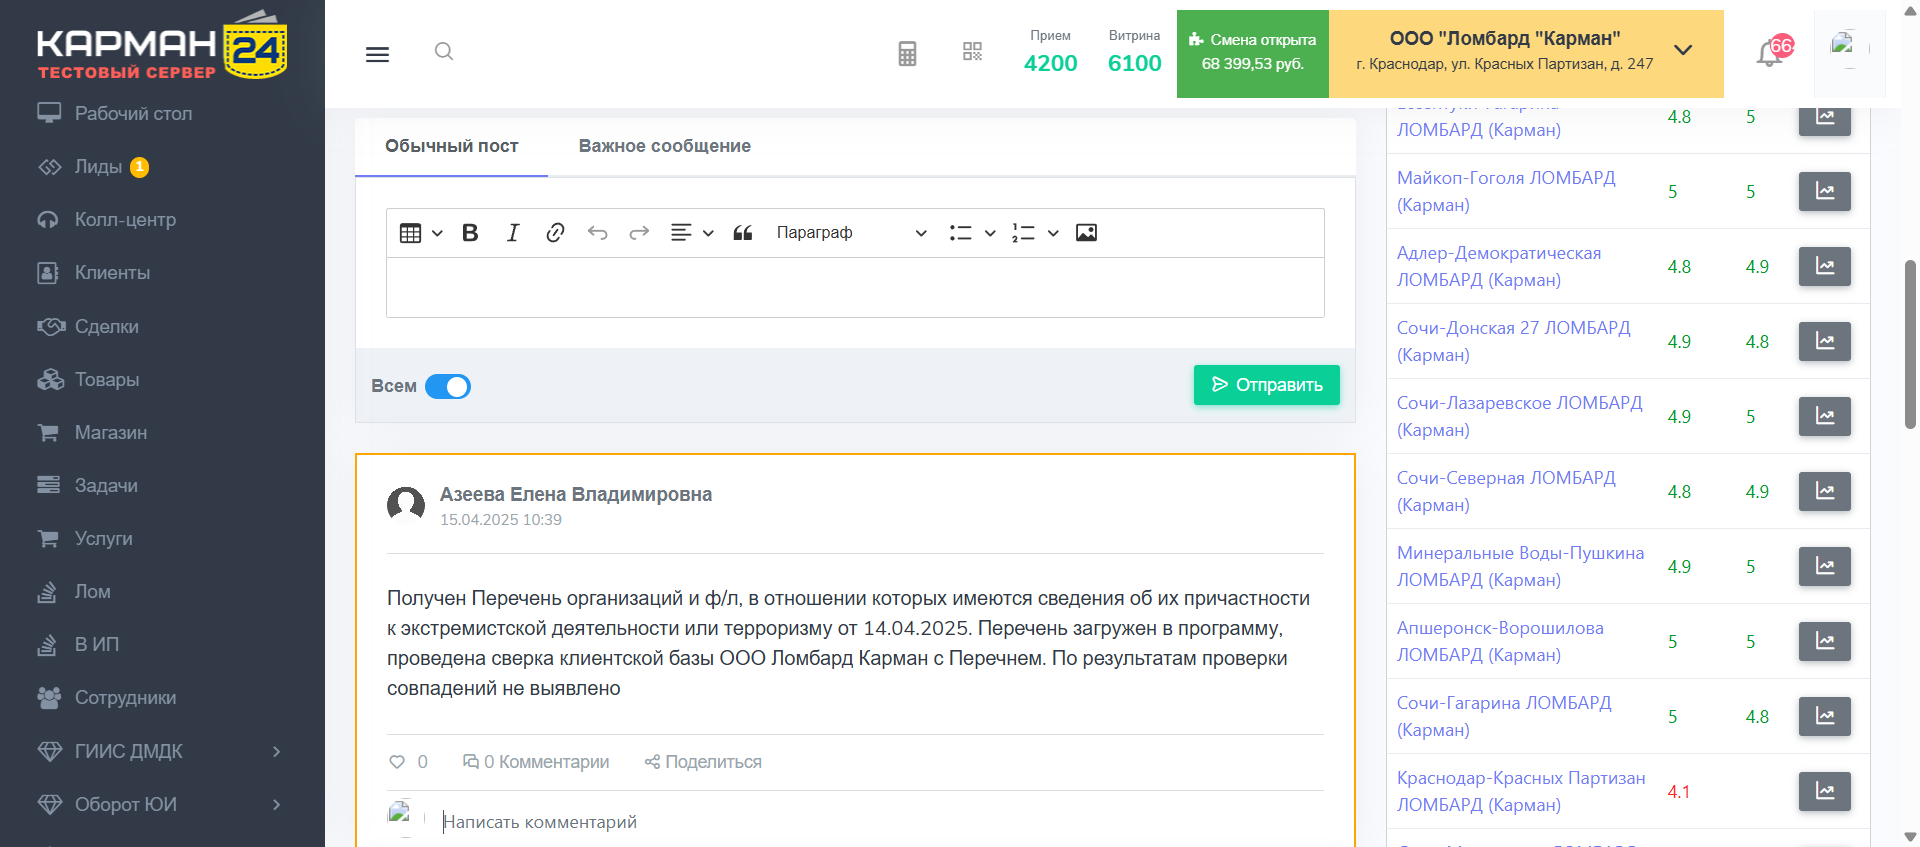 КАРМАН 24
ТЕСТОВЫЙ СЕРВЕР
Рабочий стол
Лиды 1
Колл-центр
Клиенты
Сделки
Товары
Магазин
Задачи
Услуги
Лом
В ИП
Сотрудники
ГИИС ДМДК
Оборот ЮИ
Прием
4200
Витрина
6100
Смена открыта
68 399,53 руб.
ООО "Ломбард "Карман"
г. Краснодар, ул. Красных Партизан, д. 247
66
Обычный пост
Важное сообщение
Параграф
Всем
Отправить
Азеева Елена Владимировна
15.04.2025 10:39
Получен Перечень организаций и ф/л, в отношении которых имеются сведения об их причастности
к экстремистской деятельности или терроризму от 14.04.2025. Перечень загружен в программу,
проведена сверка клиентской базы ООО Ломбард Карман с Перечнем. По результатам проверки
совпадений не выявлено
0
0 Комментарии
Поделиться
Написать комментарий
ЛОМБАРД (Карман) 4.8 5
Майкоп-Гоголя ЛОМБАРД
(Карман) 5 5
Адлер-Демократическая
ЛОМБАРД (Карман) 4.8 4.9
Сочи-Донская 27 ЛОМБАРД
(Карман) 4.9 4.8
Сочи-Лазаревское ЛОМБАРД
(Карман) 4.9 5
Сочи-Северная ЛОМБАРД
(Карман) 4.8 4.9
Минеральные Воды-Пушкина
ЛОМБАРД (Карман) 4.9 5
Апшеронск-Ворошилова
ЛОМБАРД (Карман) 5 5
Сочи-Гагарина ЛОМБАРД
(Карман) 5 4.8
Краснодар-Красных Партизан
ЛОМБАРД (Карман) 4.1